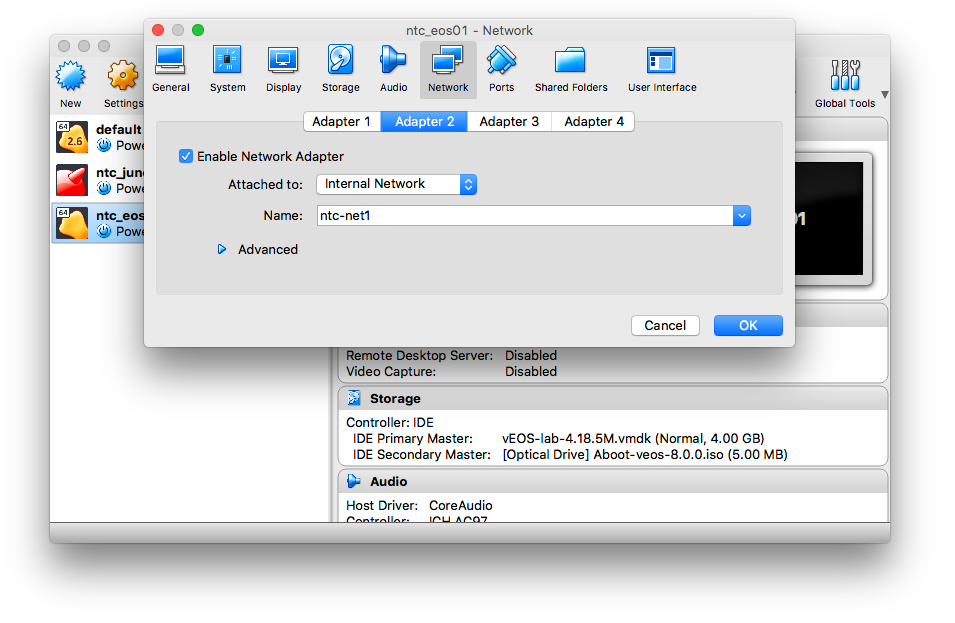 ntc_eos01 - Network
General
System
Display
Storage
Audio
Network
Ports
Shared Folders
User Interface
New
Settings
Global Tools
Adapter 1
Adapter 2
Adapter 3
Adapter 4
Enable Network Adapter
Attached to: Internal Network
Name: ntc-net1
Advanced
Cancel
OK
64
2.6
default
Powe
ntc_jun
Powe
64
ntc_eos
Powe
01
Remote Desktop Server: Disabled
Video Capture: Disabled
Storage
Controller: IDE
IDE Primary Master: vEOS-lab-4.18.5M.vmdk (Normal, 4.00 GB)
IDE Secondary Master: [Optical Drive] Aboot-veos-8.0.0.iso (5.00 MB)
Audio
Host Driver: CoreAudio
Controller: ICH AC97